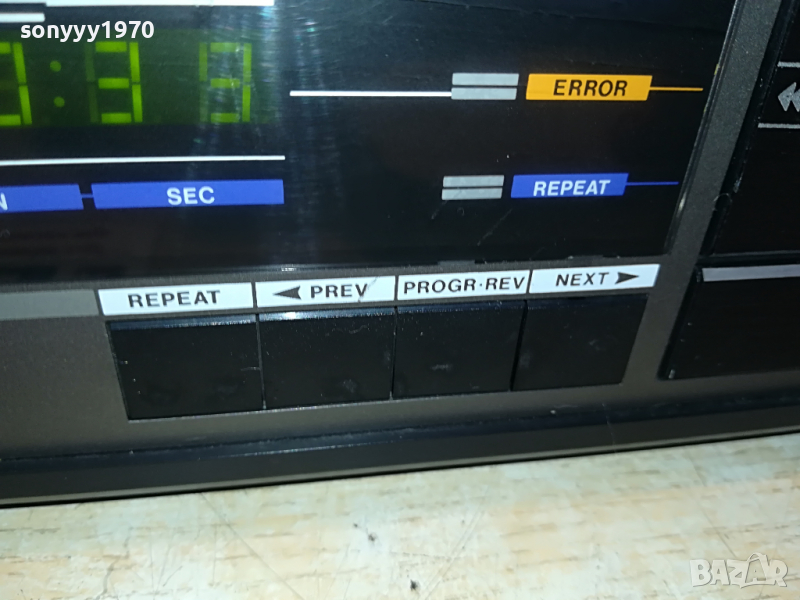 sonyyy1970
ERROR
SEC
REPEAT
REPEAT
◄ PREV
PROGR·REV
NEXT ►
BAZAR